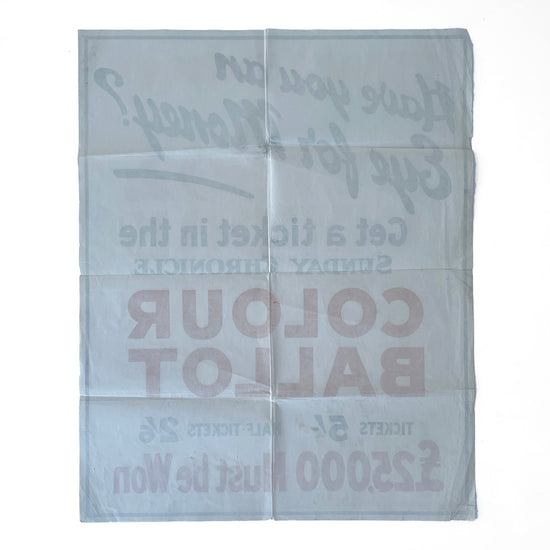 Have you an
Eye for Money?
Get a ticket in the
SUNDAY CHRONICLE
COLOUR
BALLOT
TICKETS 5/- HALF-TICKETS 2/6
£25,000 Must be Won